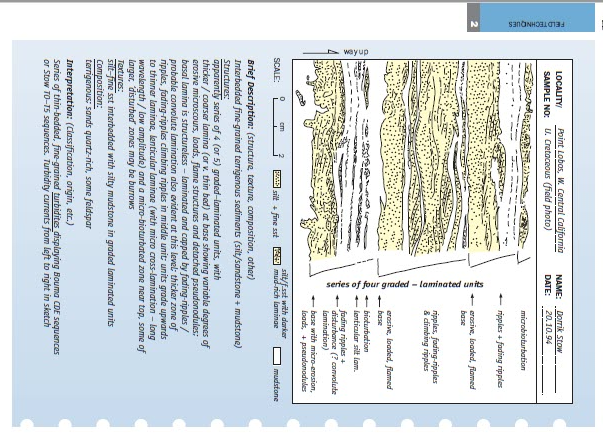 FIELD TECHNIQUES
2
LOCALITY: Point Lobos, W. Central California
SAMPLE NO: U. Cretaceous (field photo)
NAME: Dorrik Stow
DATE: 20.10.94
way up
microbioturbation
ripples + fading ripples
erosive, loaded, flamed
base
ripples, fading-ripples
& climbing ripples
erosive, loaded, flamed
base
bioturbation
lenticular silt lam.
fading ripples +
disturbance (? convolute
lamination)
base with micro-erosion,
loads, + pseudonodules
series of four graded – laminated units
SCALE: 0 cm 2
silt + fine sst
silt/f.sst with darker
mud-rich laminae
mudstone
Brief Description: (structure, texture, composition, other)
Interbedded fine-grained terrigenous sediments (silt/sandstone + mudstone)
Structures:
apparently series of 4 (or 5) graded-laminated units, with
thicker / coarser lamina (or v. thin bed) at base showing variable degrees of
erosive microscours, loads, flame structures and detached pseudonodules;
basal lamina is structureless – laminated and capped by fading-ripples /
probable convolute lamination also evident at this level; thicker zone of
ripples, fading-ripples climbing ripples in middle unit; units grade upwards
to thinner laminae, lenticular laminae (with micro cross-lamination – long
wavelength / low amplitude) and a micro-bioturbated zone near top, some of
larger, 'disturbed' zones may be burrows
Textures:
silt–fine sst interbedded with silty mudstone in graded laminated units
Composition:
terrigenous; sands quartz-rich, some feldspar
Interpretation: (Classification, origin, etc.)
Series of thin-bedded, fine-grained turbidites displaying Bouma CDE sequences
or Stow T0–T5 sequences. Turbidity currents from left to right in sketch